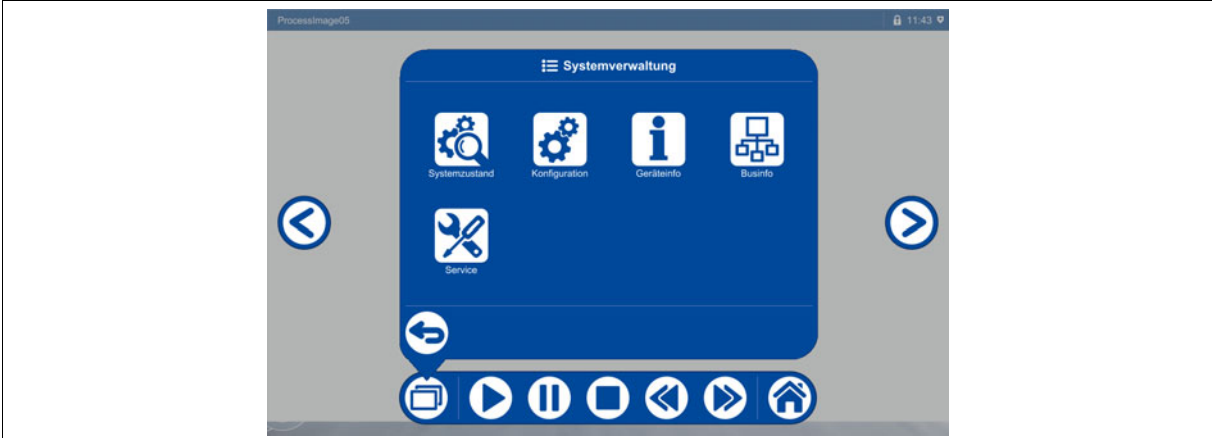 ProcessImage05 11:43
Systemverwaltung
Systemzustand Konfiguration Geräteinfo Businfo
Service